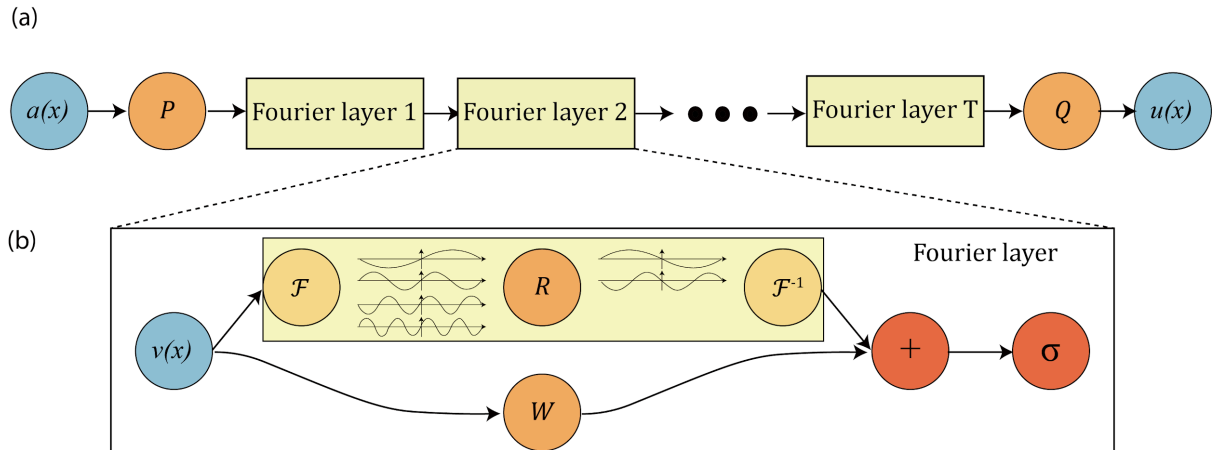 (a)
a(x)
P
Fourier layer 1
Fourier layer 2
Fourier layer T
Q
u(x)
(b)
Fourier layer
ℱ
R
ℱ⁻¹
v(x)
+
σ
W